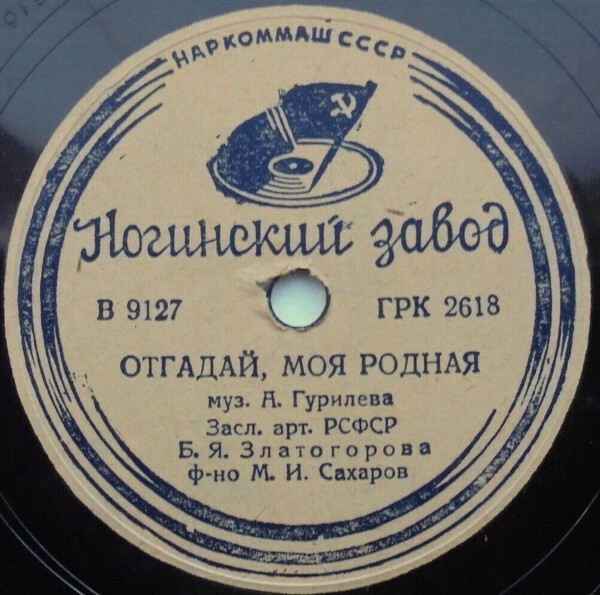 НАРКОММАШ СССР
Ногинский завод
В 9127
ГРК 2618
ОТГАДАЙ, МОЯ РОДНАЯ
муз. А. Гурилева
Засл. арт. РСФСР
Б. Я. Златогорова
ф-но М. И. Сахаров